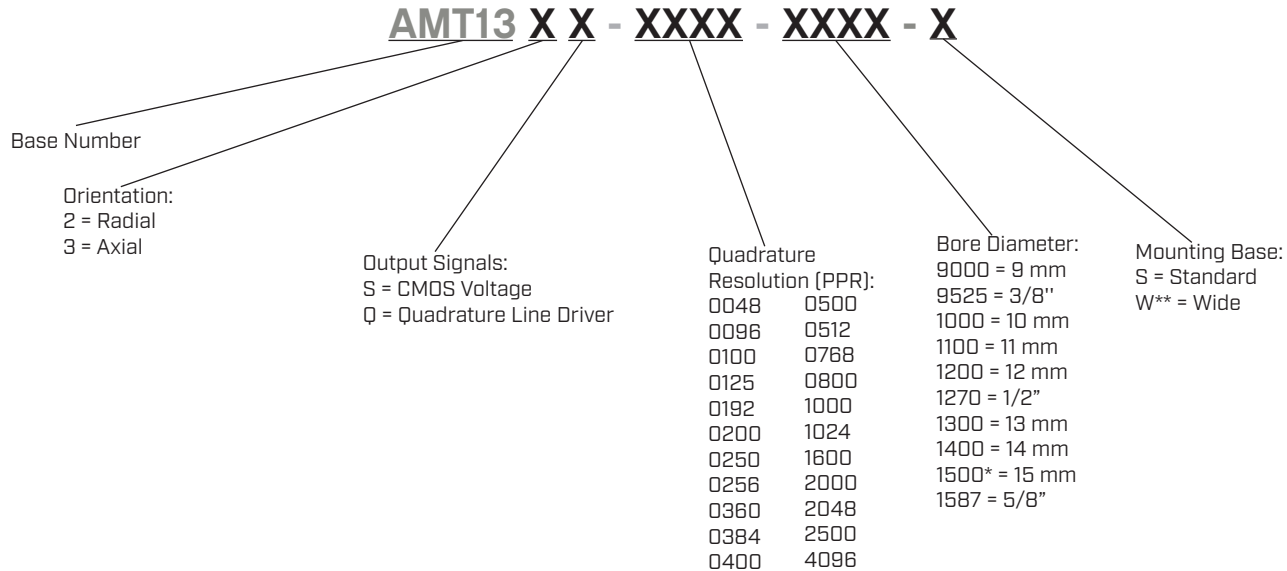 AMT13 X X - XXXX - XXXX - X
Base Number
Orientation:
2 = Radial
3 = Axial
Output Signals:
S = CMOS Voltage
Q = Quadrature Line Driver
Quadrature
Resolution (PPR):
0048
0096
0100
0125
0192
0200
0250
0256
0360
0384
0400
0500
0512
0768
0800
1000
1024
1600
2000
2048
2500
4096
Bore Diameter:
9000 = 9 mm
9525 = 3/8''
1000 = 10 mm
1100 = 11 mm
1200 = 12 mm
1270 = 1/2”
1300 = 13 mm
1400 = 14 mm
1500* = 15 mm
1587 = 5/8”
Mounting Base:
S = Standard
W** = Wide